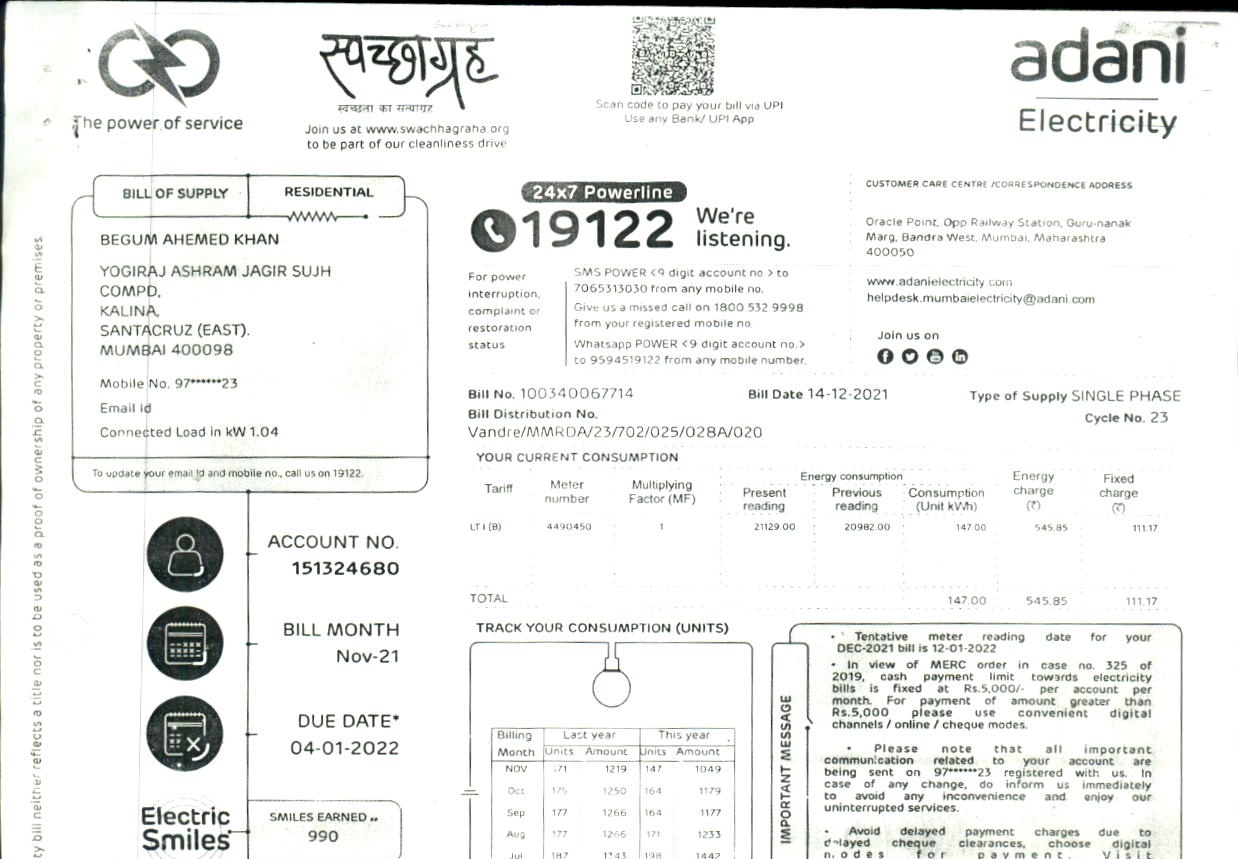 The power of service
स्वच्छाग्रह
स्वच्छता का सत्याग्रह
Join us at www.swachhagraha.org
to be part of our cleanliness drive
Scan code to pay your bill via UPI
Use any Bank/ UPI App
adani
Electricity
BILL OF SUPPLY RESIDENTIAL
BEGUM AHEMED KHAN
YOGIRAJ ASHRAM JAGIR SUJH
COMPD,
KALINA,
SANTACRUZ (EAST).
MUMBAI 400098
Mobile No. 97******23
Email Id
Connected Load in kW 1.04
To update your email Id and mobile no., call us on 19122.
24x7 Powerline
19122 We're
listening.
For power
interruption,
complaint or
restoration
status
SMS POWER <9 digit account no.> to
7065313030 from any mobile no.
Give us a missed call on 1800 532 9998
from your registered mobile no.
Whatsapp POWER <9 digit account no.>
to 9594519122 from any mobile number.
CUSTOMER CARE CENTRE /CORRESPONDENCE ADDRESS
Oracle Point, Opp Railway Station, Guru-nanak
Marg, Bandra West, Mumbai, Maharashtra
400050
www.adanielectricity.com
helpdesk.mumbaielectricity@adani.com
Join us on
Bill No. 100340067714 Bill Date 14-12-2021 Type of Supply SINGLE PHASE
Bill Distribution No. Cycle No. 23
Vandre/MMRDA/23/702/025/028A/020
YOUR CURRENT CONSUMPTION
Tariff Meter number Multiplying Factor (MF) Energy consumption Present reading Previous reading Consumption (Unit kWh) Energy charge (₹) Fixed charge (₹)
LT I (B) 4490450 1 21129.00 20982.00 147.00 545.85 111.17
TOTAL 147.00 545.85 111.17
ACCOUNT NO.
151324680
BILL MONTH
Nov-21
DUE DATE*
04-01-2022
Electric
Smiles
SMILES EARNED
990
TRACK YOUR CONSUMPTION (UNITS)
Billing Last year This year
Month Units Amount Units Amount
NOV 171 1219 147 1049
Oct 175 1250 164 1179
Sep 177 1266 164 1177
Aug 177 1266 171 1233
Jul 187 1343 198 1442
IMPORTANT MESSAGE
• Tentative meter reading date for your
DEC-2021 bill is 12-01-2022
• In view of MERC order in case no. 325 of
2019, cash payment limit towards electricity
bills is fixed at Rs.5,000/- per account per
month. For payment of amount greater than
Rs.5,000 please use convenient digital
channels / online / cheque modes.
• Please note that all important
communication related to your account are
being sent on 97******23 registered with us. In
case of any change, do inform us immediately
to avoid any inconvenience and enjoy our
uninterrupted services.
• Avoid delayed payment charges due to
delayed cheque clearances, choose digital
modes for payment. Visit
ty bill neither reflects a title nor is to be used as a proof of ownership of any property or premises